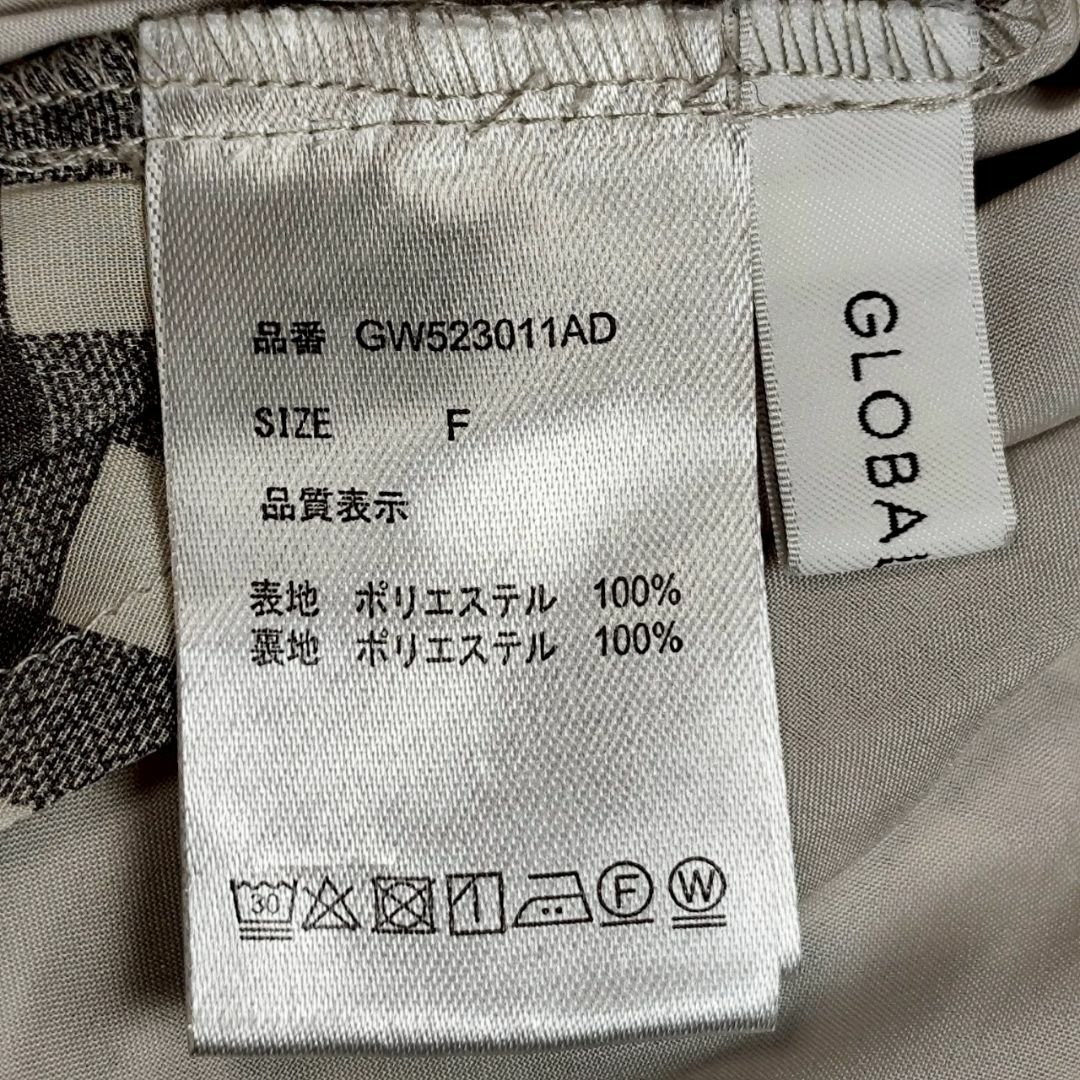 品番 GW523011AD
SIZE F
品質表示
表地 ポリエステル 100%
裏地 ポリエステル 100%
30
F
W
GLOBAL